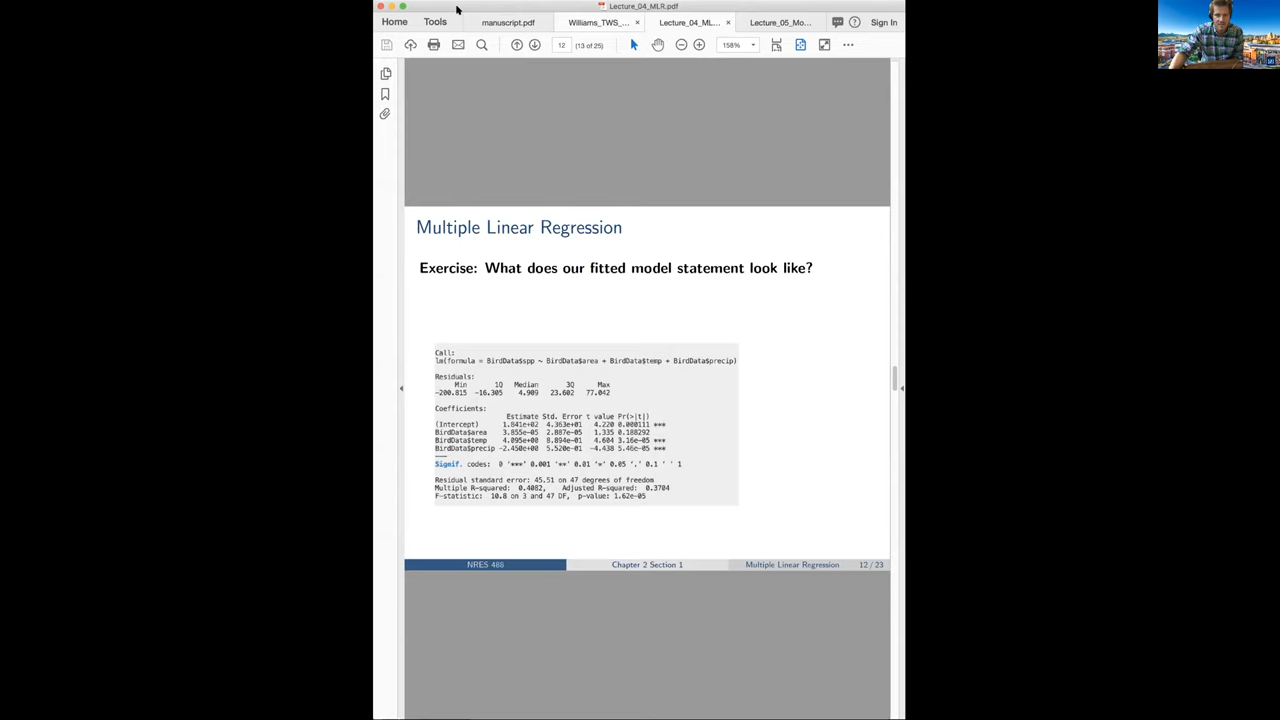 Lecture_04_MLR.pdf
Home Tools manuscript.pdf Williams_TWS_... × Lecture_04_ML... × Lecture_05_Mo... Sign In
12 (13 of 25) 158%
Multiple Linear Regression
Exercise: What does our fitted model statement look like?
Call:
lm(formula = BirdData$spp ~ BirdData$area + BirdData$temp + BirdData$precip)
Residuals:
Min 1Q Median 3Q Max
-200.815 -16.305 4.909 23.602 77.042
Coefficients:
Estimate Std. Error t value Pr(>|t|)
(Intercept) 1.841e+02 4.363e+01 4.220 0.000111 ***
BirdData$area 3.855e-05 2.887e-05 1.335 0.188292
BirdData$temp 4.095e+00 8.894e-01 4.604 3.16e-05 ***
BirdData$precip -2.450e+00 5.520e-01 -4.438 5.46e-05 ***
---
Signif. codes: 0 '***' 0.001 '**' 0.01 '*' 0.05 '.' 0.1 ' ' 1
Residual standard error: 45.51 on 47 degrees of freedom
Multiple R-squared: 0.4082, Adjusted R-squared: 0.3704
F-statistic: 10.8 on 3 and 47 DF, p-value: 1.62e-05
NRES 488 Chapter 2 Section 1 Multiple Linear Regression 12 / 23